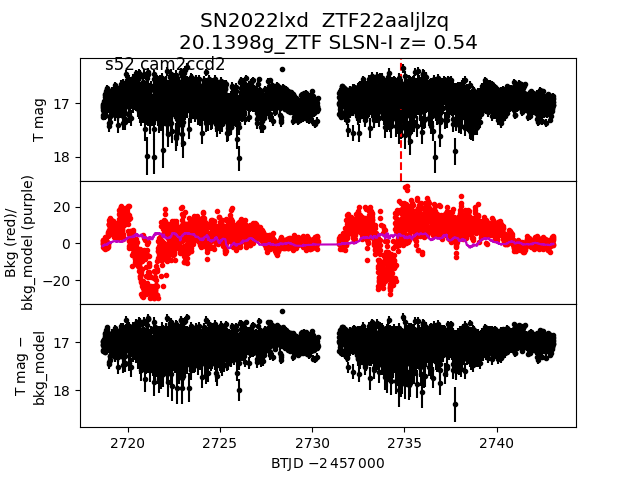 SN2022lxd  ZTF22aaljlzq
20.1398g_ZTF SLSN-I z= 0.54
s52 cam2ccd2
T mag
17
18
Bkg (red)/
bkg_model (purple)
20
0
−20
T mag −
bkg_model
17
18
2720
2725
2730
2735
2740
BTJD −2 457 000